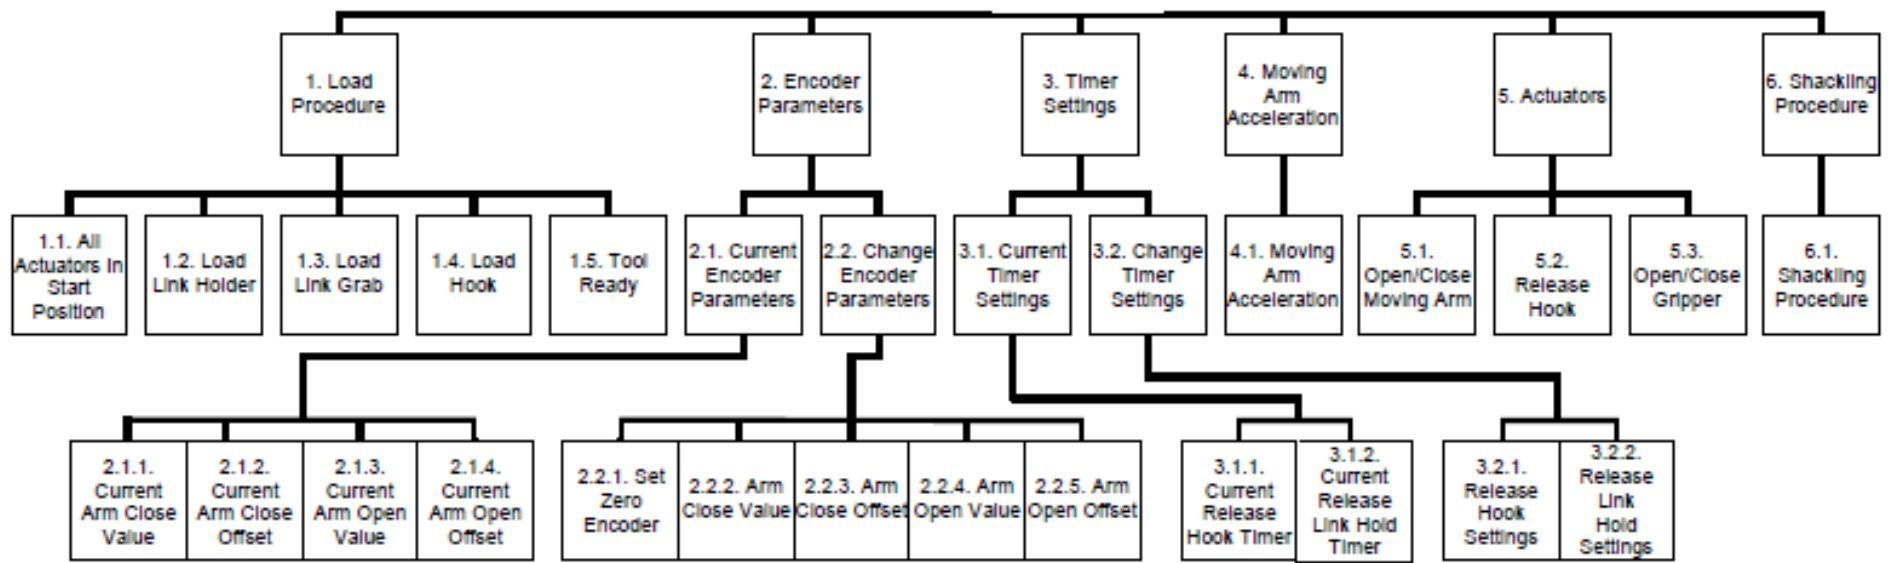 1. Load
Procedure
2. Encoder
Parameters
3. Timer
Settings
4. Moving
Arm
Acceleration
5. Actuators
6. Shackling
Procedure
1.1. All
Actuators In
Start
Position
1.2. Load
Link Holder
1.3. Load
Link Grab
1.4. Load
Hook
1.5. Tool
Ready
2.1. Current
Encoder
Parameters
2.2. Change
Encoder
Parameters
3.1. Current
Timer
Settings
3.2. Change
Timer
Settings
4.1. Moving
Arm
Acceleration
5.1.
Open/Close
Moving Arm
5.2.
Release
Hook
5.3.
Open/Close
Gripper
6.1.
Shackling
Procedure
2.1.1.
Current
Arm Close
Value
2.1.2.
Current
Arm Close
Offset
2.1.3.
Current
Arm Open
Value
2.1.4.
Current
Arm Open
Offset
2.2.1. Set
Zero
Encoder
2.2.2. Arm
Close Value
2.2.3. Arm
Close Offset
2.2.4. Arm
Open Value
2.2.5. Arm
Open Offset
3.1.1.
Current
Release
Hook Timer
3.1.2.
Current
Release
Link Hold
Timer
3.2.1.
Release
Hook
Settings
3.2.2.
Release
Link
Hold
Settings